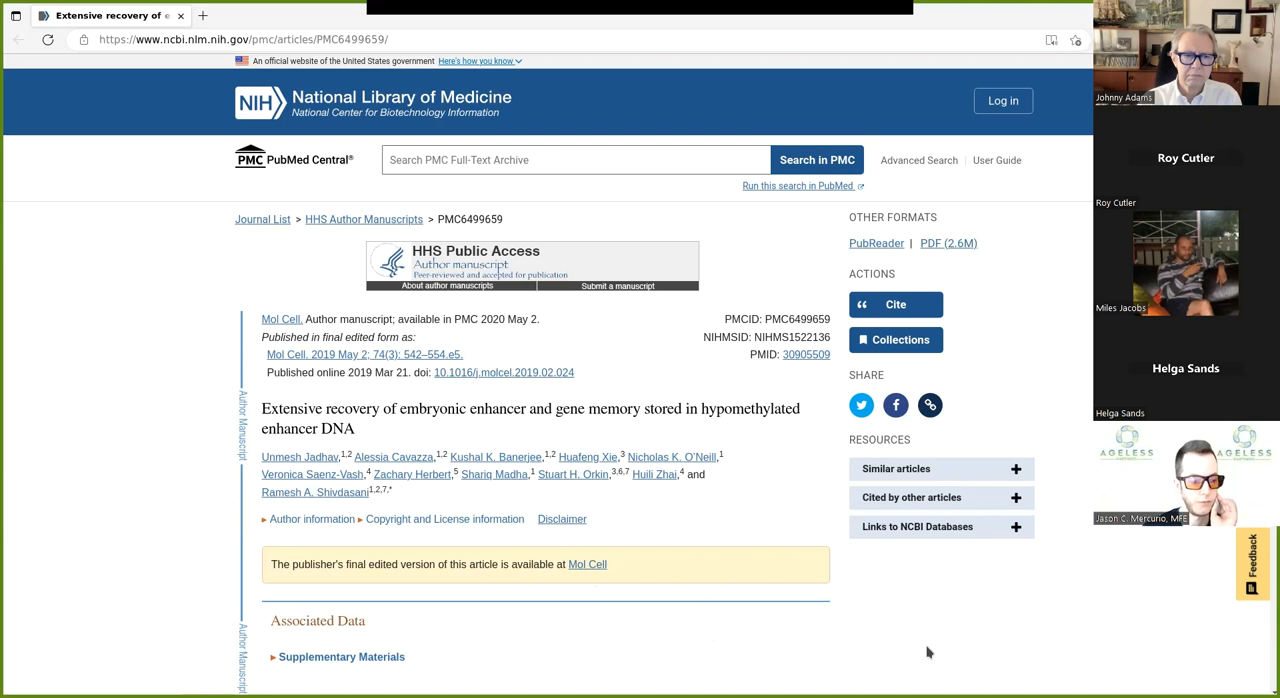 Extensive recovery of e
https://www.ncbi.nlm.nih.gov/pmc/articles/PMC6499659/
An official website of the United States government Here's how you know
NIH National Library of Medicine
National Center for Biotechnology Information
Log in
PMC PubMed Central®
Search PMC Full-Text Archive
Search in PMC
Advanced Search
User Guide
Run this search in PubMed
Journal List > HHS Author Manuscripts > PMC6499659
HHS Public Access
Author manuscript
Peer-reviewed and accepted for publication
About author manuscripts
Submit a manuscript
Mol Cell. Author manuscript; available in PMC 2020 May 2.
Published in final edited form as:
Mol Cell. 2019 May 2; 74(3): 542–554.e5.
Published online 2019 Mar 21. doi: 10.1016/j.molcel.2019.02.024
PMCID: PMC6499659
NIHMSID: NIHMS1522136
PMID: 30905509
Extensive recovery of embryonic enhancer and gene memory stored in hypomethylated
enhancer DNA
Unmesh Jadhav,1,2 Alessia Cavazza,1,2 Kushal K. Banerjee,1,2 Huafeng Xie,3 Nicholas K. O'Neill,1
Veronica Saenz-Vash,4 Zachary Herbert,5 Shariq Madha,1 Stuart H. Orkin,3,6,7 Huili Zhai,4 and
Ramesh A. Shivdasani1,2,7,*
▸ Author information ▸ Copyright and License information Disclaimer
The publisher's final edited version of this article is available at Mol Cell
Associated Data
▸ Supplementary Materials
Author Manuscript
Author Manuscript
OTHER FORMATS
PubReader | PDF (2.6M)
ACTIONS
Cite
Collections
SHARE
RESOURCES
Similar articles
Cited by other articles
Links to NCBI Databases
Feedback
Johnny Adams
Roy Cutler
Roy Cutler
Miles Jacobs
Helga Sands
Helga Sands
AGELESS
AGELESS
Jason C. Mercurio, MFE